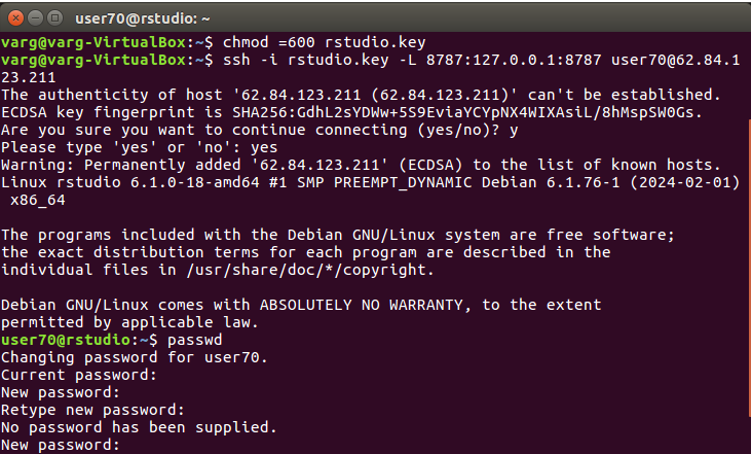 user70@rstudio: ~
varg@varg-VirtualBox:~$ chmod =600 rstudio.key
varg@varg-VirtualBox:~$ ssh -i rstudio.key -L 8787:127.0.0.1:8787 user70@62.84.1
23.211
The authenticity of host '62.84.123.211 (62.84.123.211)' can't be established.
ECDSA key fingerprint is SHA256:GdhL2sYDWw+5S9EviaYCYpNX4WIXAsiL/8hMspSW0Gs.
Are you sure you want to continue connecting (yes/no)? y
Please type 'yes' or 'no': yes
Warning: Permanently added '62.84.123.211' (ECDSA) to the list of known hosts.
Linux rstudio 6.1.0-18-amd64 #1 SMP PREEMPT_DYNAMIC Debian 6.1.76-1 (2024-02-01)
 x86_64
The programs included with the Debian GNU/Linux system are free software;
the exact distribution terms for each program are described in the
individual files in /usr/share/doc/*/copyright.
Debian GNU/Linux comes with ABSOLUTELY NO WARRANTY, to the extent
permitted by applicable law.
user70@rstudio:~$ passwd
Changing password for user70.
Current password:
New password:
Retype new password:
No password has been supplied.
New password: